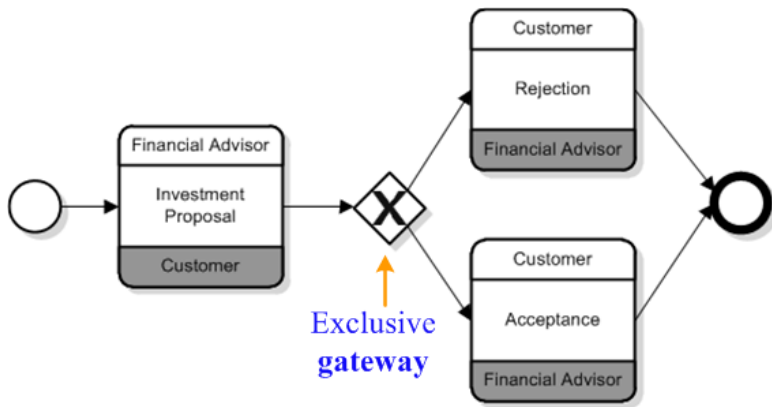 Financial Advisor
Investment
Proposal
Customer
X
Exclusive
gateway
Customer
Rejection
Financial Advisor
Customer
Acceptance
Financial Advisor